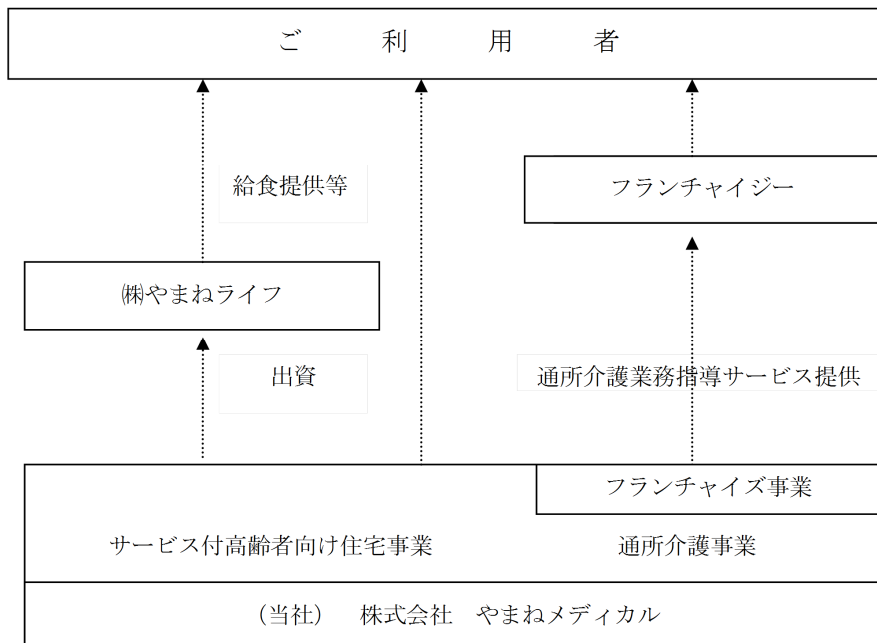 ご利用者
給食提供等
フランチャイジー
㈱やまねライフ
出資
通所介護業務指導サービス提供
フランチャイズ事業
サービス付高齢者向け住宅事業
通所介護事業
(当社) 株式会社 やまねメディカル